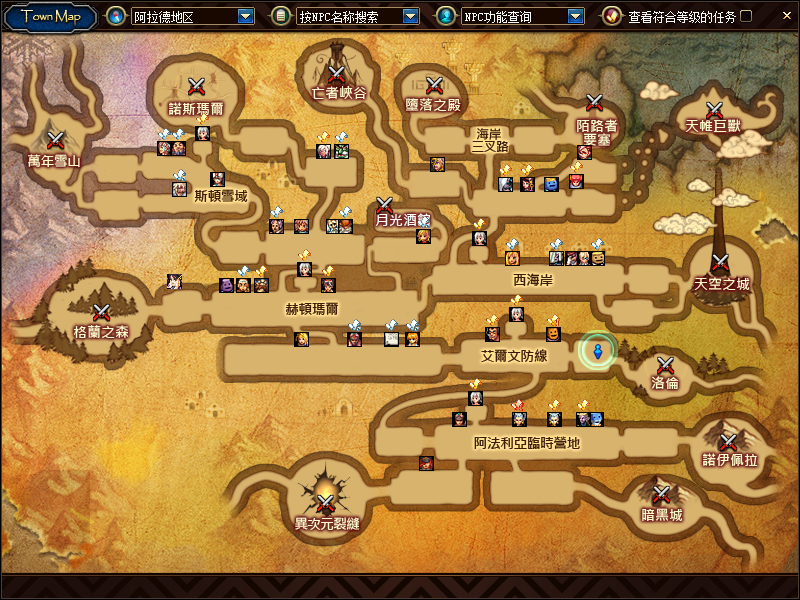 Town Map
阿拉德地区
按NPC名称搜索
NPC功能查询
查看符合等级的任务
諾斯瑪爾
亡者峽谷
墮落之殿
海岸
三叉路
陌路者
要塞
天帷巨獸
萬年雪山
斯頓雪域
月光酒館
西海岸
天空之城
格蘭之森
赫頓瑪爾
艾爾文防線
洛倫
阿法利亞臨時營地
諾伊佩拉
異次元裂縫
暗黑城